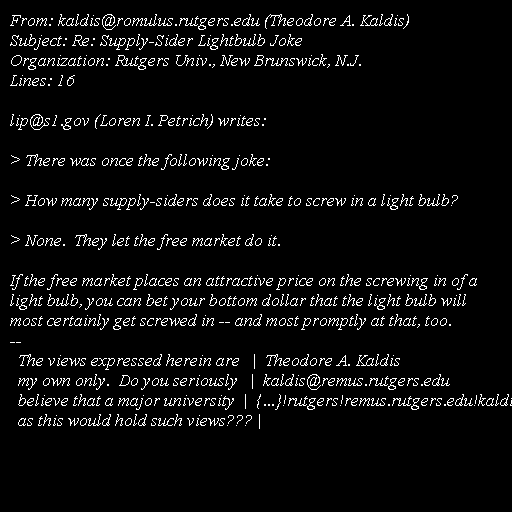 From: kaldis@romulus.rutgers.edu (Theodore A. Kaldis)
Subject: Re: Supply-Sider Lightbulb Joke
Organization: Rutgers Univ., New Brunswick, N.J.
Lines: 16
lip@s1.gov (Loren I. Petrich) writes:
> There was once the following joke:
> How many supply-siders does it take to screw in a light bulb?
> None.  They let the free market do it.
If the free market places an attractive price on the screwing in of a
light bulb, you can bet your bottom dollar that the light bulb will
most certainly get screwed in -- and most promptly at that, too.
--
The views expressed herein are   |  Theodore A. Kaldis
my own only.  Do you seriously   |  kaldis@remus.rutgers.edu
believe that a major university  |  {...}!rutgers!remus.rutgers.edu!kaldi
as this would hold such views??? |